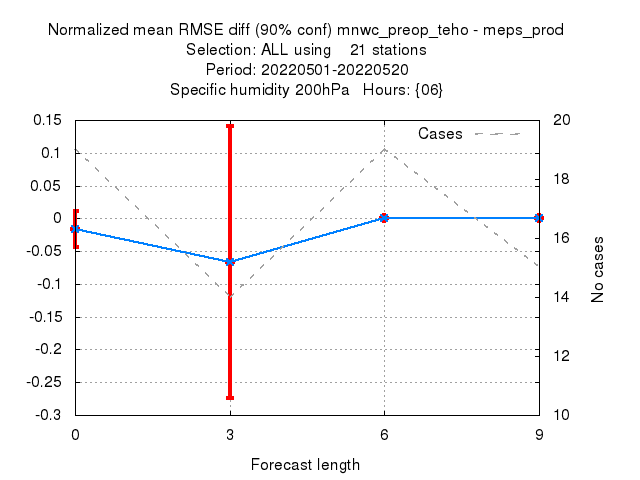 Normalized mean RMSE diff (90% conf) mnwc_preop_teho - meps_prod
Selection: ALL using    21 stations
Period: 20220501-20220520
Specific humidity 200hPa   Hours: {06}
Cases
0.15
0.1
0.05
0
-0.05
-0.1
-0.15
-0.2
-0.25
-0.3
20
18
16
14
12
10
No cases
0 3 6 9
Forecast length